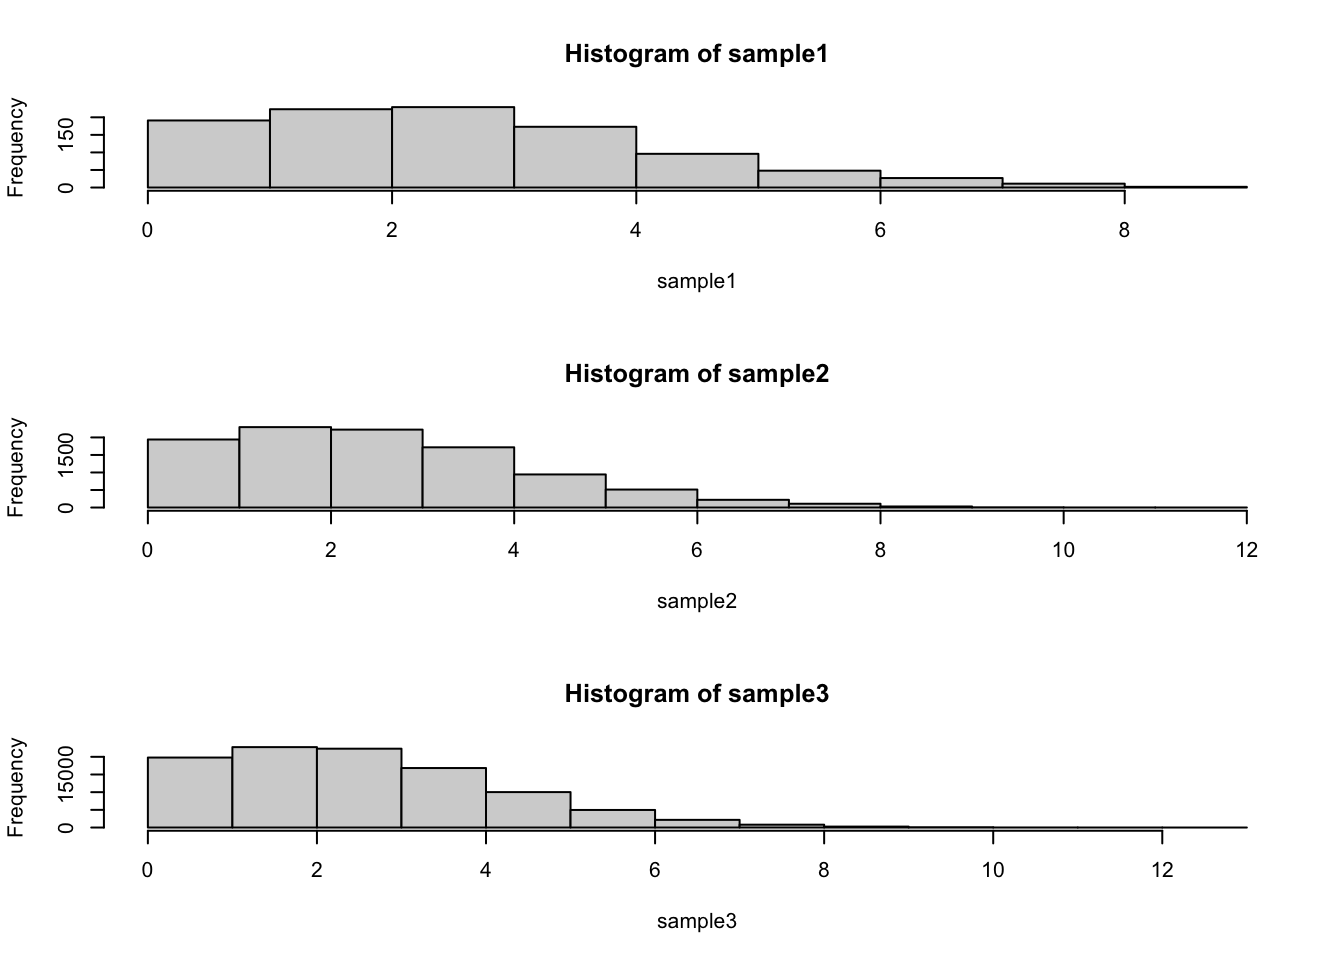 Histogram of sample1
Frequency
150
0
0 2 4 6 8
sample1
Histogram of sample2
Frequency
1500
0
0 2 4 6 8 10 12
sample2
Histogram of sample3
Frequency
15000
0
0 2 4 6 8 10 12
sample3